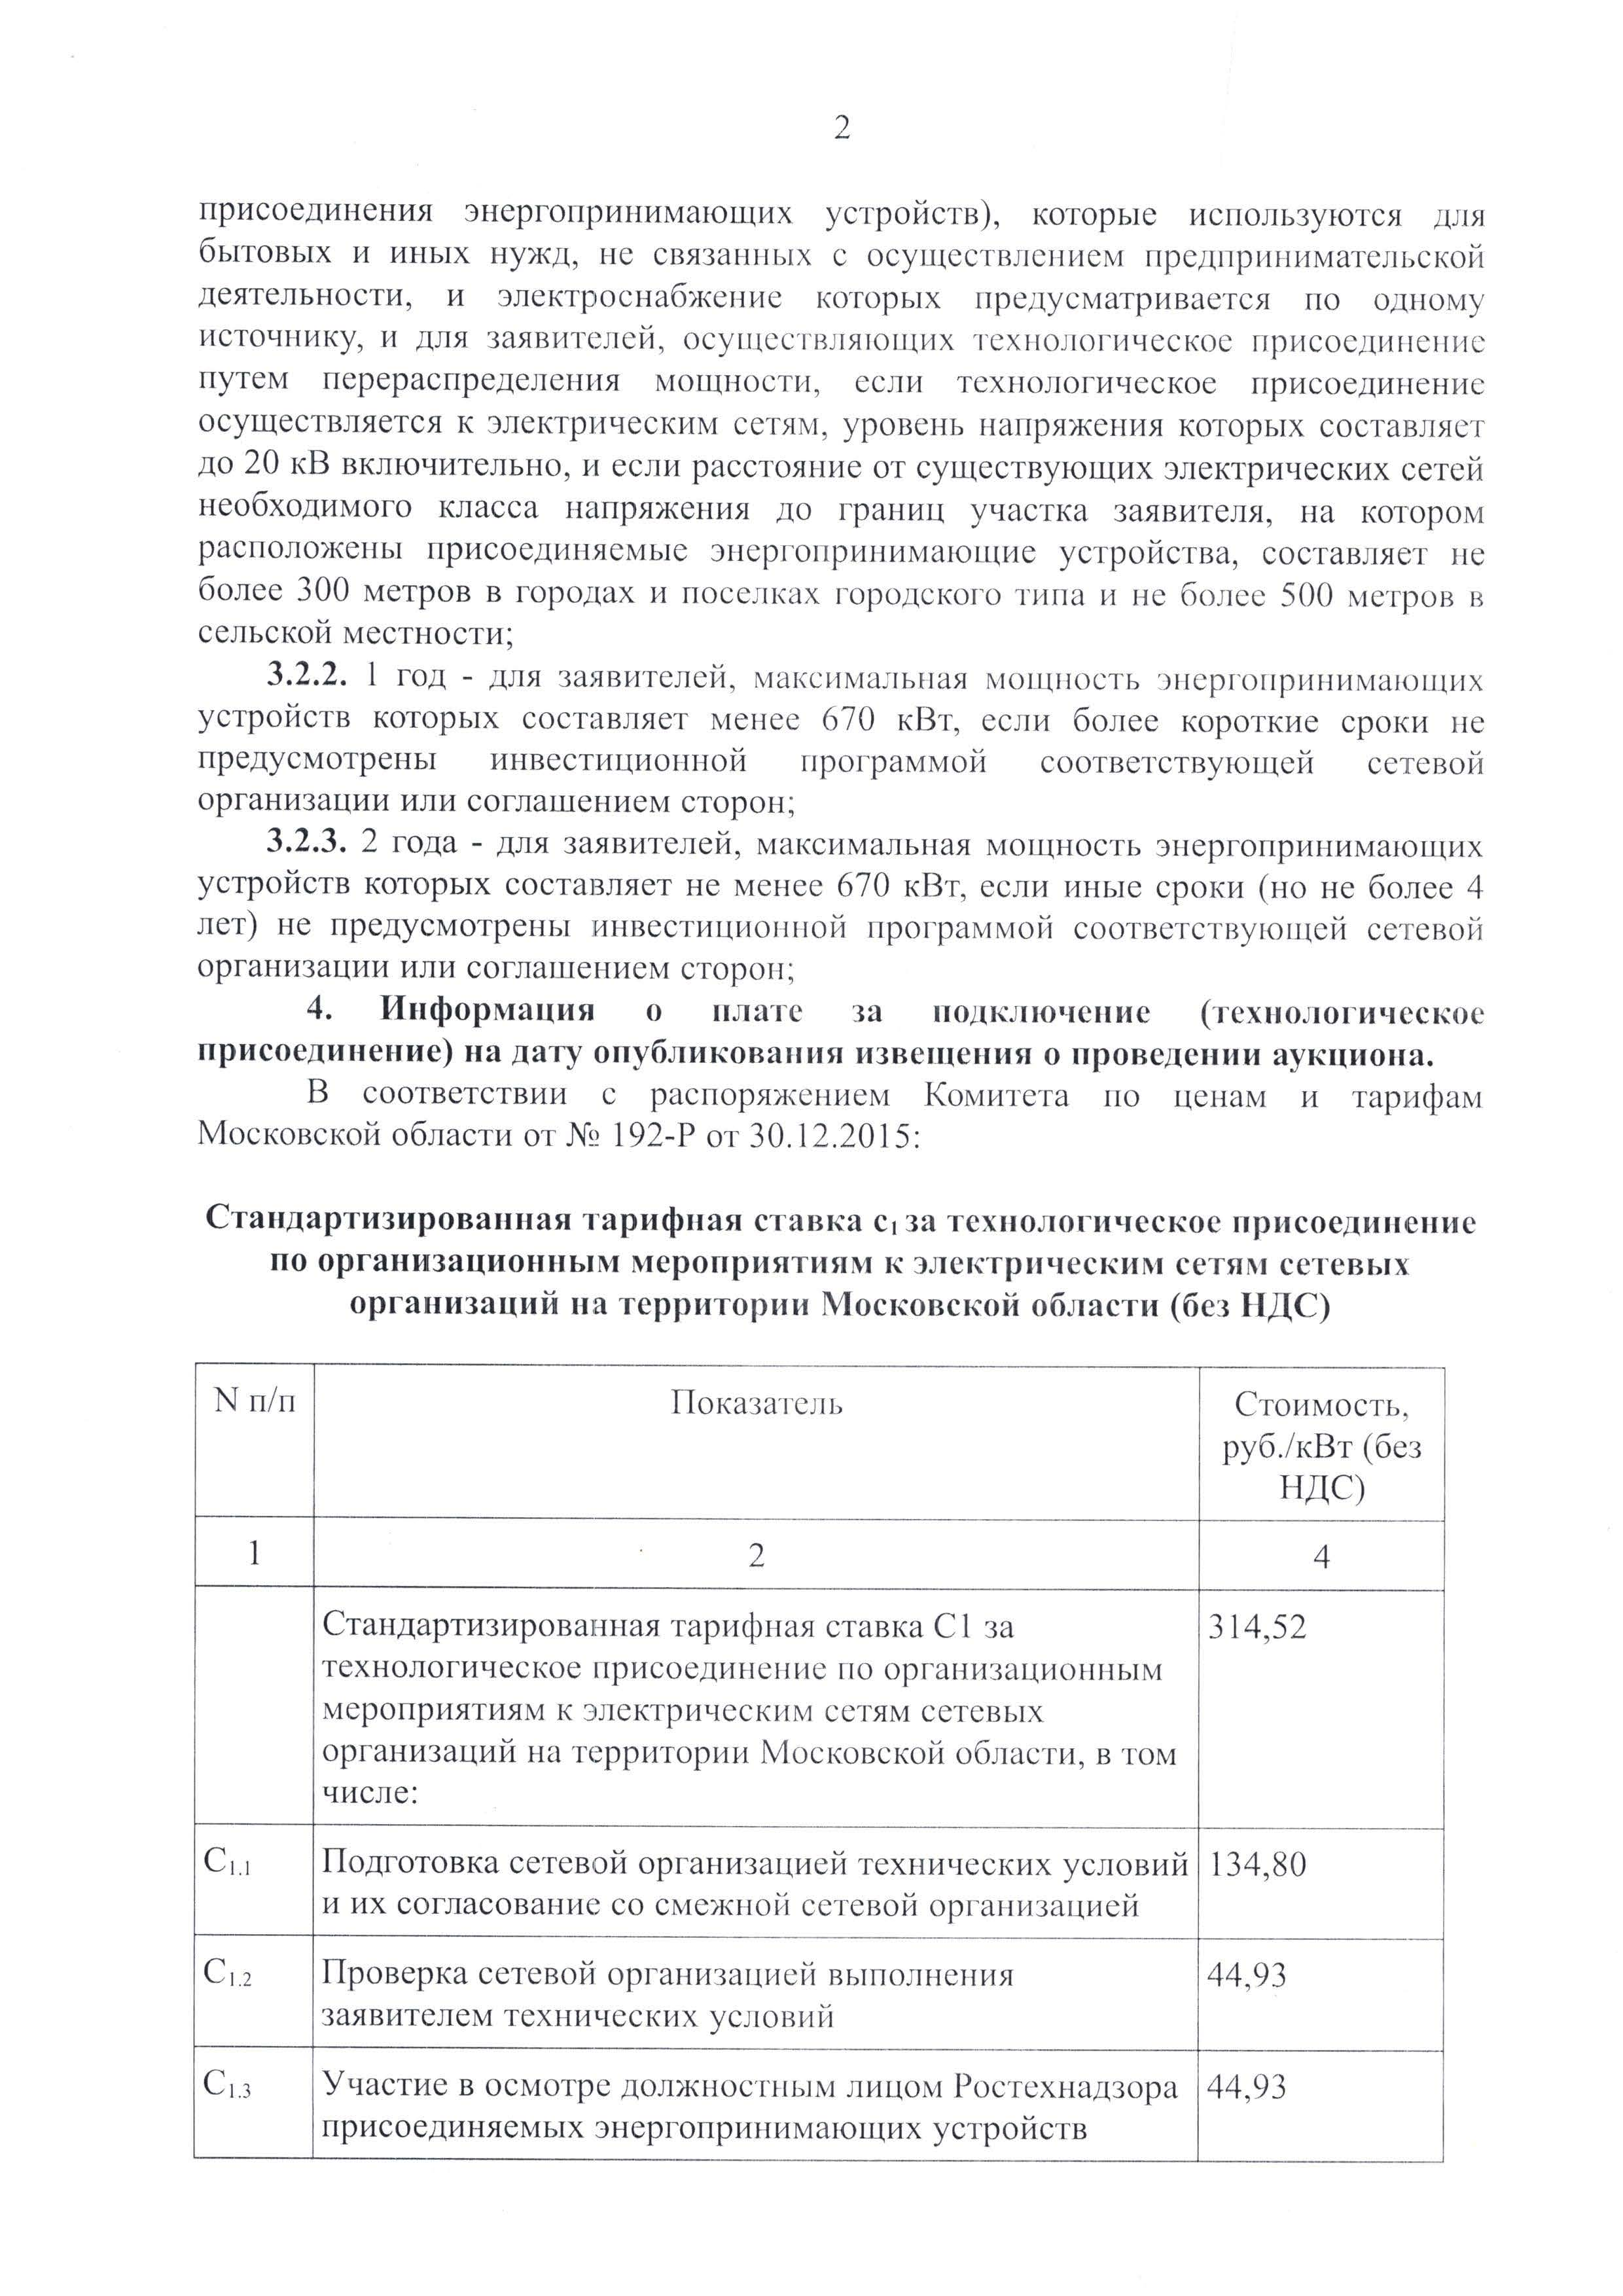 2
присоединения энергопринимающих устройств), которые используются для
бытовых и иных нужд, не связанных с осуществлением предпринимательской
деятельности, и электроснабжение которых предусматривается по одному
источнику, и для заявителей, осуществляющих технологическое присоединение
путем перераспределения мощности, если технологическое присоединение
осуществляется к электрическим сетям, уровень напряжения которых составляет
до 20 кВ включительно, и если расстояние от существующих электрических сетей
необходимого класса напряжения до границ участка заявителя, на котором
расположены присоединяемые энергопринимающие устройства, составляет не
более 300 метров в городах и поселках городского типа и не более 500 метров в
сельской местности;
3.2.2. 1 год - для заявителей, максимальная мощность энергопринимающих
устройств которых составляет менее 670 кВт, если более короткие сроки не
предусмотрены инвестиционной программой соответствующей сетевой
организации или соглашением сторон;
3.2.3. 2 года - для заявителей, максимальная мощность энергопринимающих
устройств которых составляет не менее 670 кВт, если иные сроки (но не более 4
лет) не предусмотрены инвестиционной программой соответствующей сетевой
организации или соглашением сторон;
4. Информация о плате за подключение (технологическое
присоединение) на дату опубликования извещения о проведении аукциона.
В соответствии с распоряжением Комитета по ценам и тарифам
Московской области от № 192-Р от 30.12.2015:
Стандартизированная тарифная ставка с1 за технологическое присоединение
по организационным мероприятиям к электрическим сетям сетевых
организаций на территории Московской области (без НДС)
N п/п
Показатель
Стоимость,
руб./кВт (без
НДС)
1
2
4
Стандартизированная тарифная ставка С1 за
технологическое присоединение по организационным
мероприятиям к электрическим сетям сетевых
организаций на территории Московской области, в том
числе:
314,52
С1.1
Подготовка сетевой организацией технических условий
и их согласование со смежной сетевой организацией
134,80
С1.2
Проверка сетевой организацией выполнения
заявителем технических условий
44,93
С1.3
Участие в осмотре должностным лицом Ростехнадзора
присоединяемых энергопринимающих устройств
44,93